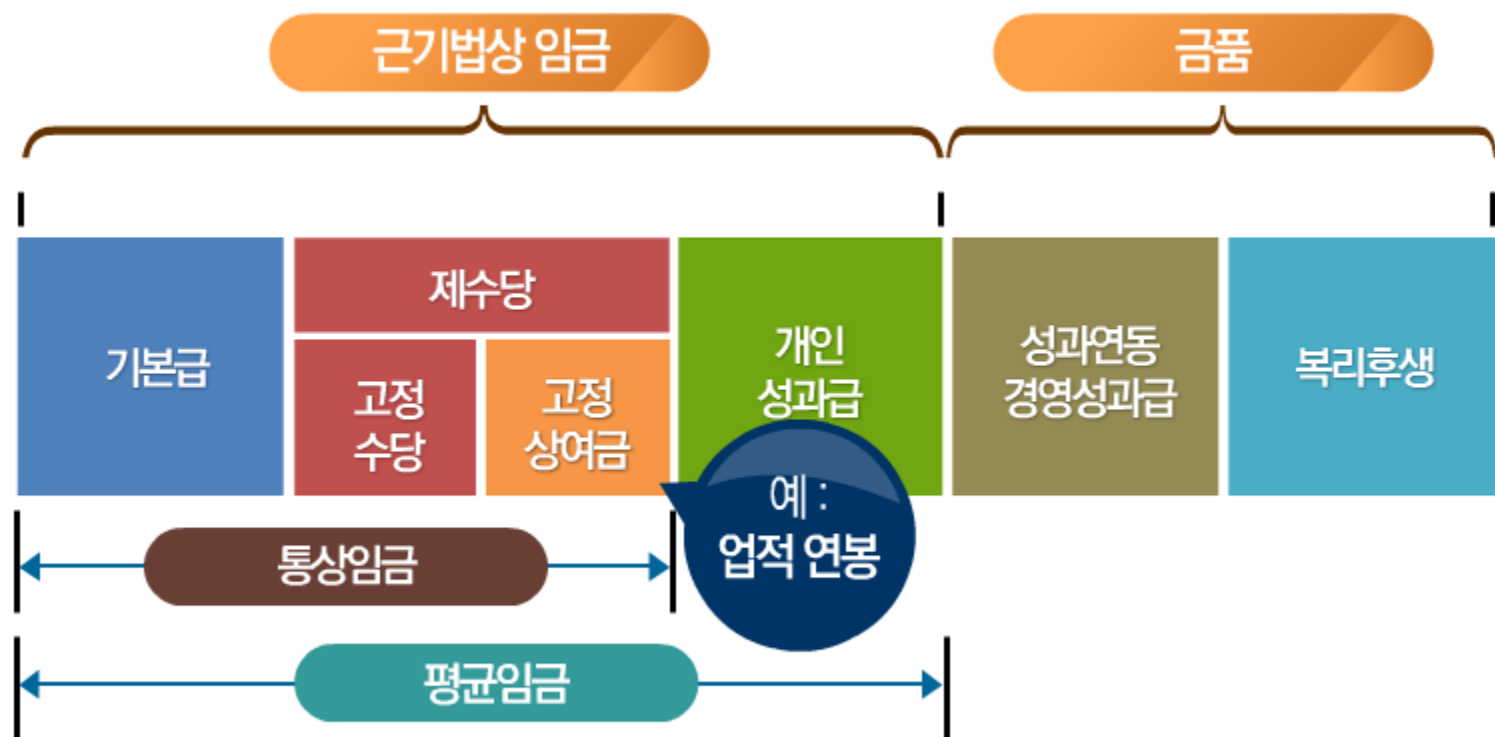 근기법상 임금
금품
기본급
제수당
고정
수당
고정
상여금
개인
성과급
성과연동
경영성과급
복리후생
예 :
업적 연봉
통상임금
평균임금